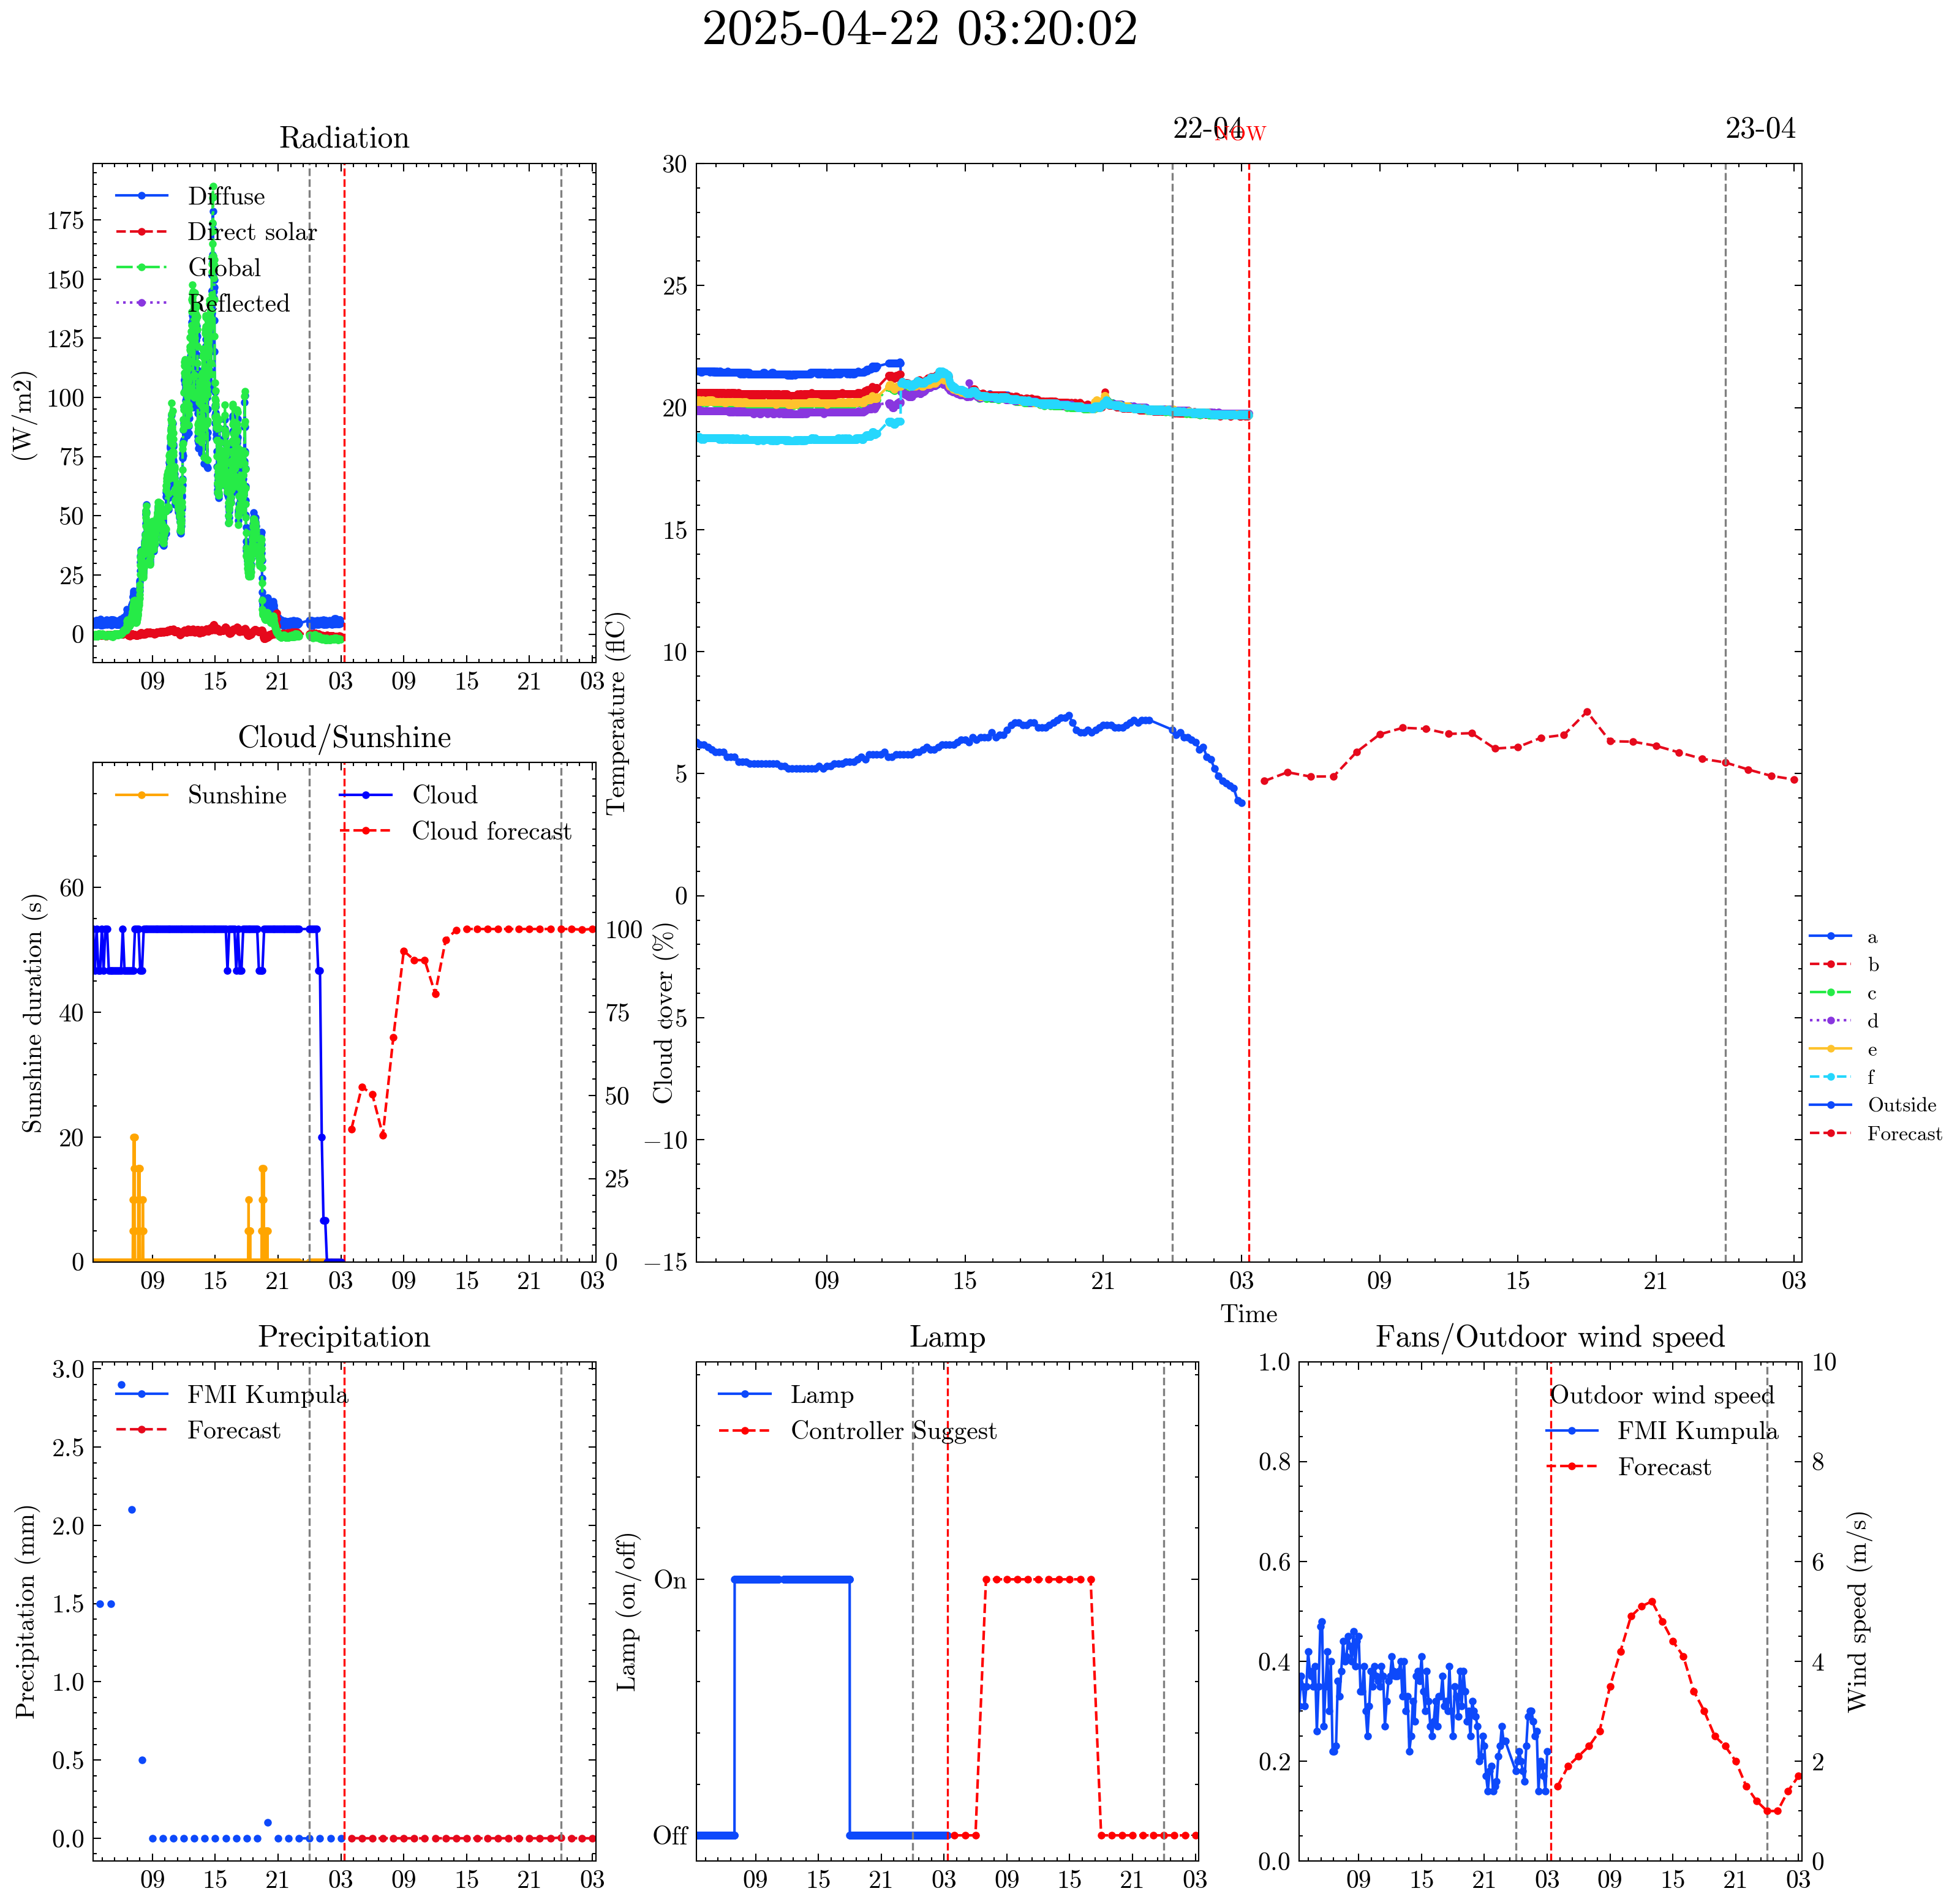 2025-04-22 03:20:02
Radiation
(W/m2)
175
150
125
100
75
50
25
0
Diffuse
Direct solar
Global
Reflected
09 15 21 03 09 15 21 03
22-04
NOW
23-04
Temperature (flC)
30
25
20
15
10
5
0
−5
−10
−15
09 15 21 03 09 15 21 03
Time
a
b
c
d
e
f
Outside
Forecast
Cloud/Sunshine
Sunshine duration (s)
60
40
20
0
Sunshine
Cloud
Cloud forecast
100
75
50
25
0
Cloud cover (%)
09 15 21 03 09 15 21 03
Precipitation
Precipitation (mm)
3.0
2.5
2.0
1.5
1.0
0.5
0.0
FMI Kumpula
Forecast
09 15 21 03 09 15 21 03
Lamp
Lamp (on/off)
On
Off
Lamp
Controller Suggest
09 15 21 03 09 15 21 03
Fans/Outdoor wind speed
1.0
0.8
0.6
0.4
0.2
0.0
Outdoor wind speed
FMI Kumpula
Forecast
10
8
6
4
2
0
Wind speed (m/s)
09 15 21 03 09 15 21 03